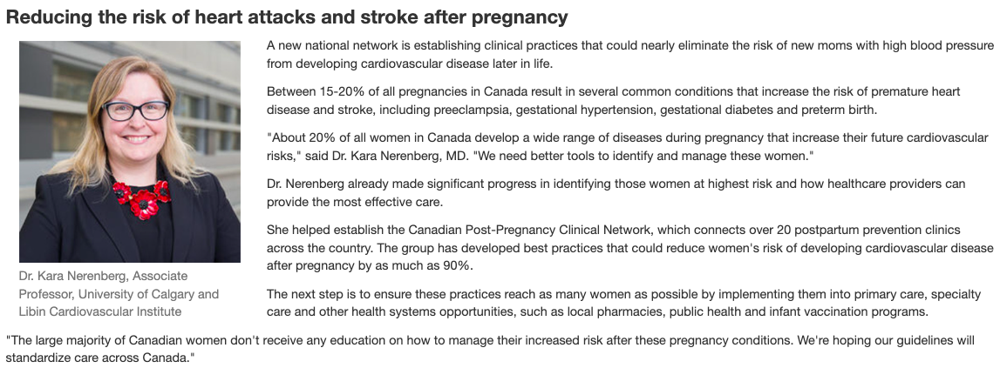 Reducing the risk of heart attacks and stroke after pregnancy
A new national network is establishing clinical practices that could nearly eliminate the risk of new moms with high blood pressure
from developing cardiovascular disease later in life.
Between 15-20% of all pregnancies in Canada result in several common conditions that increase the risk of premature heart
disease and stroke, including preeclampsia, gestational hypertension, gestational diabetes and preterm birth.
"About 20% of all women in Canada develop a wide range of diseases during pregnancy that increase their future cardiovascular
risks," said Dr. Kara Nerenberg, MD. "We need better tools to identify and manage these women."
Dr. Nerenberg already made significant progress in identifying those women at highest risk and how healthcare providers can
provide the most effective care.
She helped establish the Canadian Post-Pregnancy Clinical Network, which connects over 20 postpartum prevention clinics
across the country. The group has developed best practices that could reduce women's risk of developing cardiovascular disease
after pregnancy by as much as 90%.
The next step is to ensure these practices reach as many women as possible by implementing them into primary care, specialty
care and other health systems opportunities, such as local pharmacies, public health and infant vaccination programs.
Dr. Kara Nerenberg, Associate
Professor, University of Calgary and
Libin Cardiovascular Institute
"The large majority of Canadian women don't receive any education on how to manage their increased risk after these pregnancy conditions. We're hoping our guidelines will
standardize care across Canada."